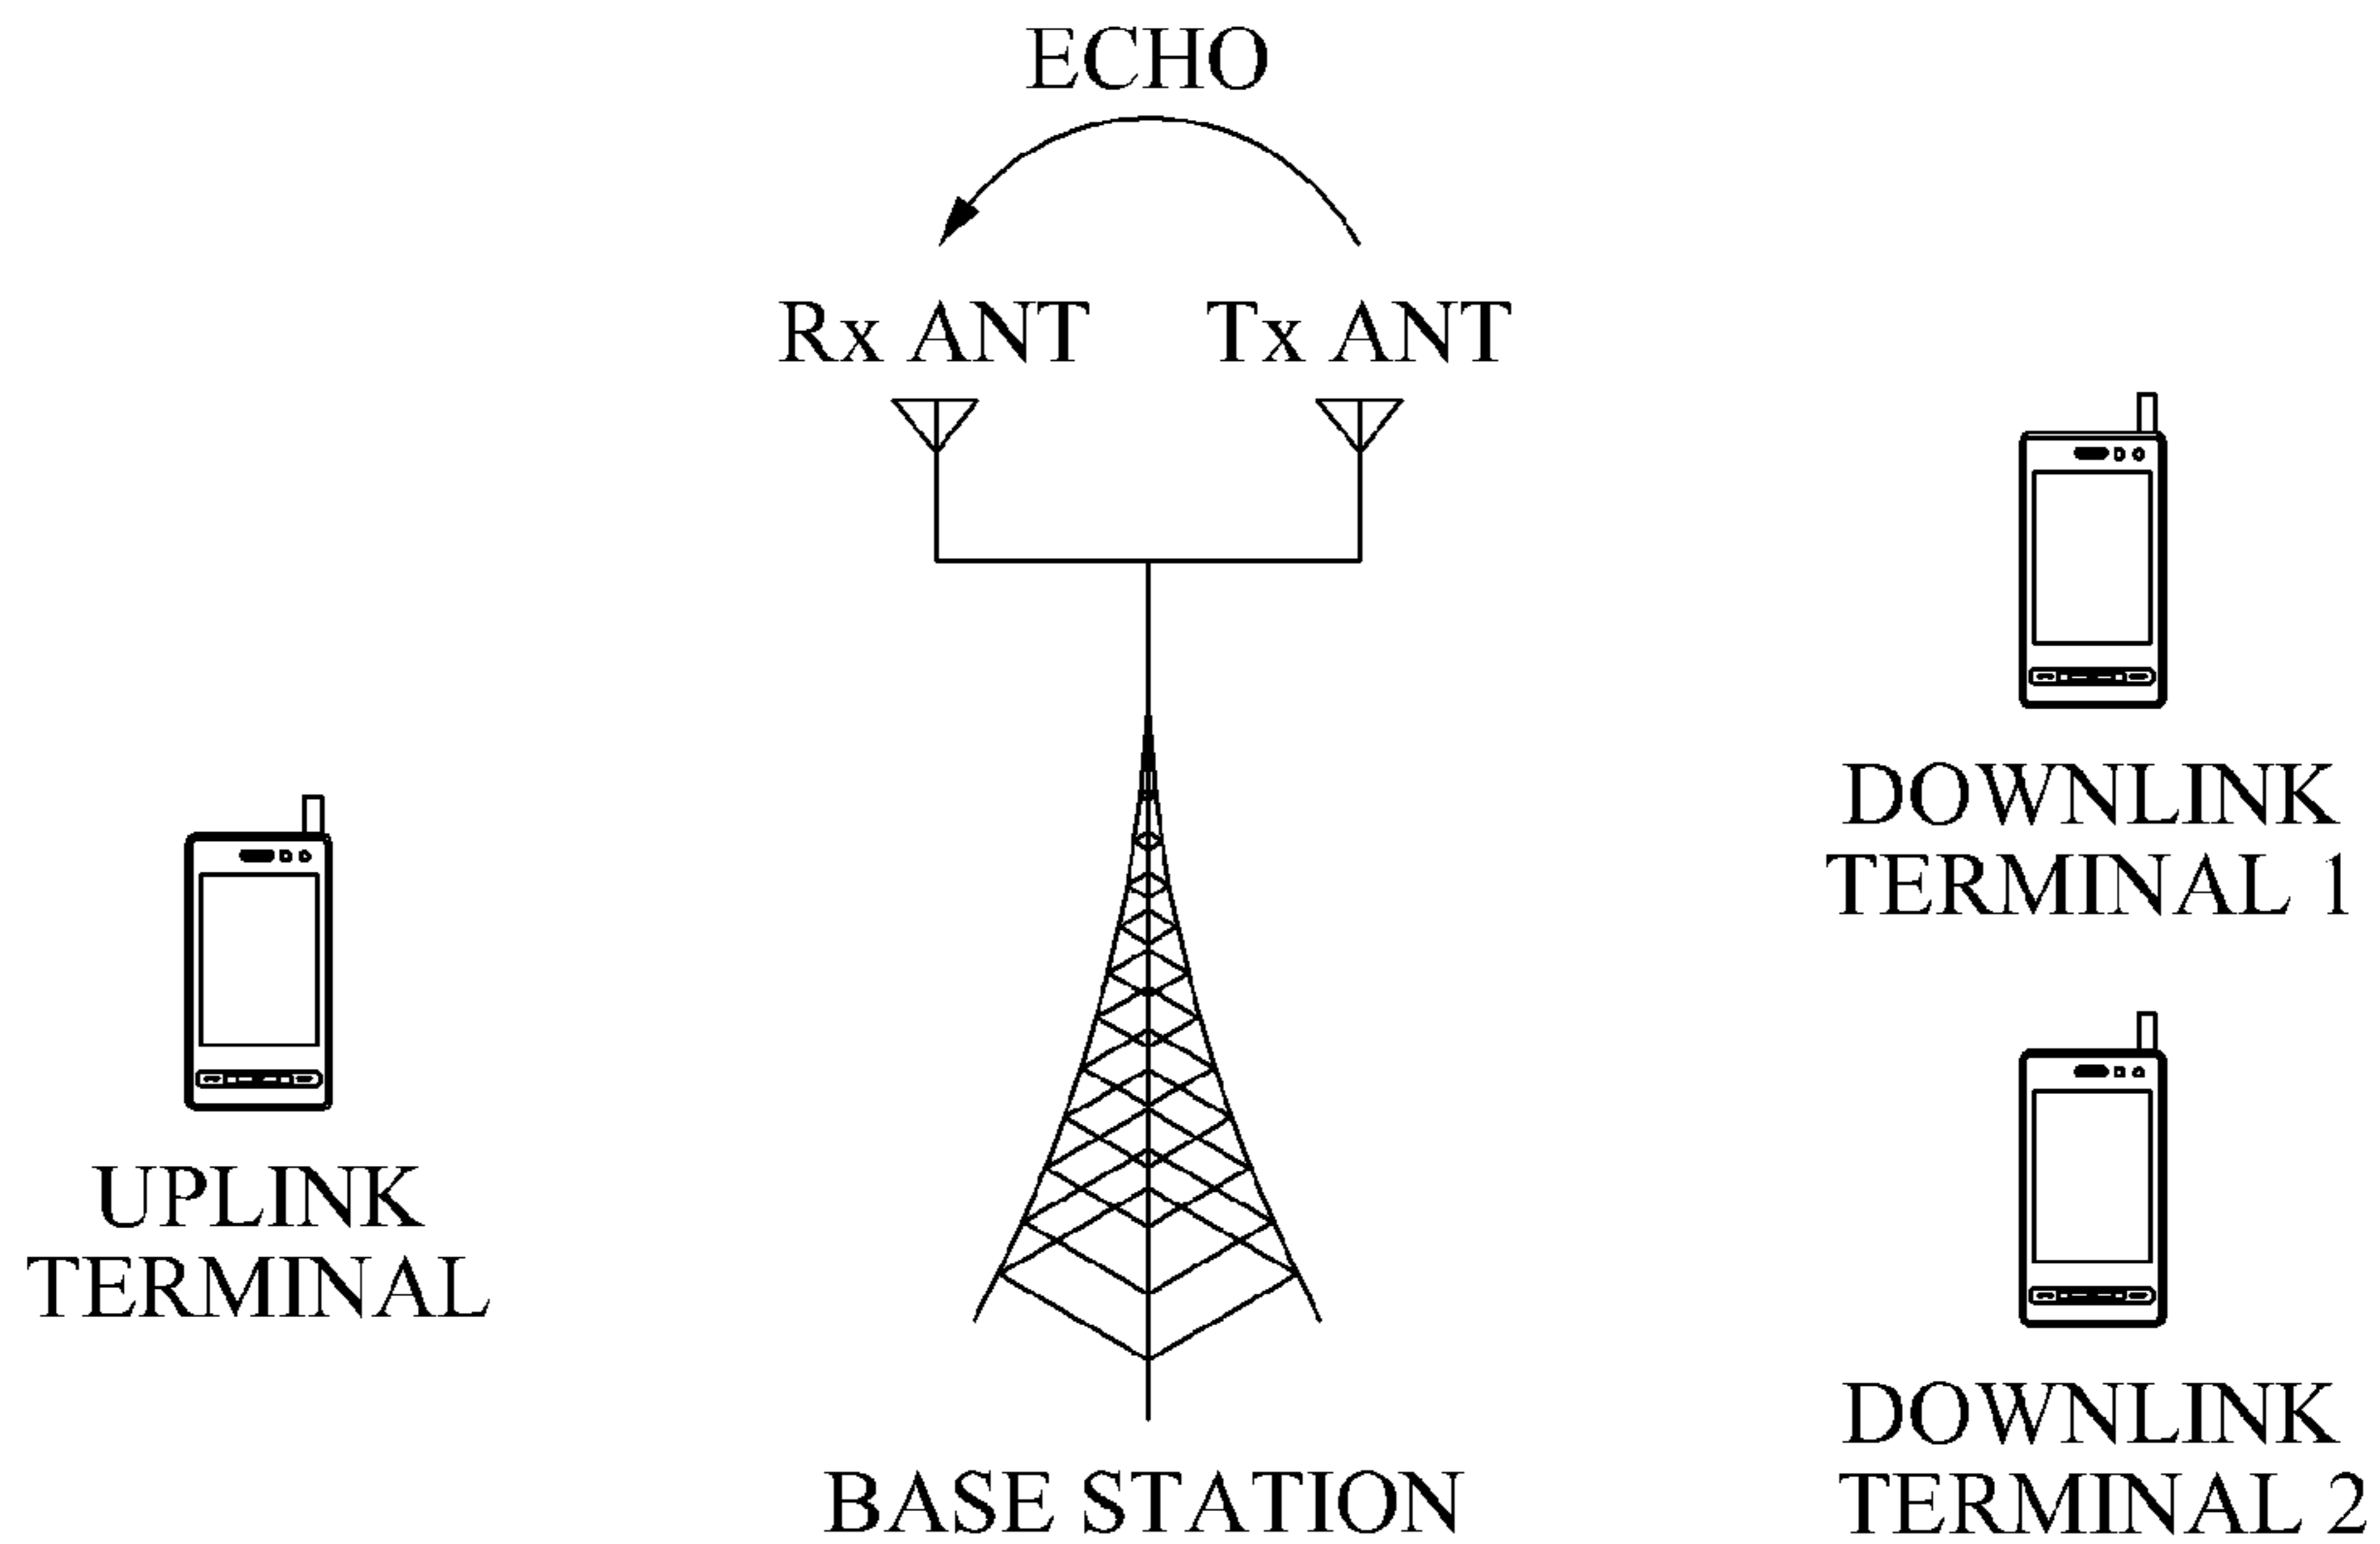 ECHO
Rx ANT
Tx ANT
DOWNLINK
TERMINAL 1
UPLINK
TERMINAL
DOWNLINK
TERMINAL 2
BASE STATION